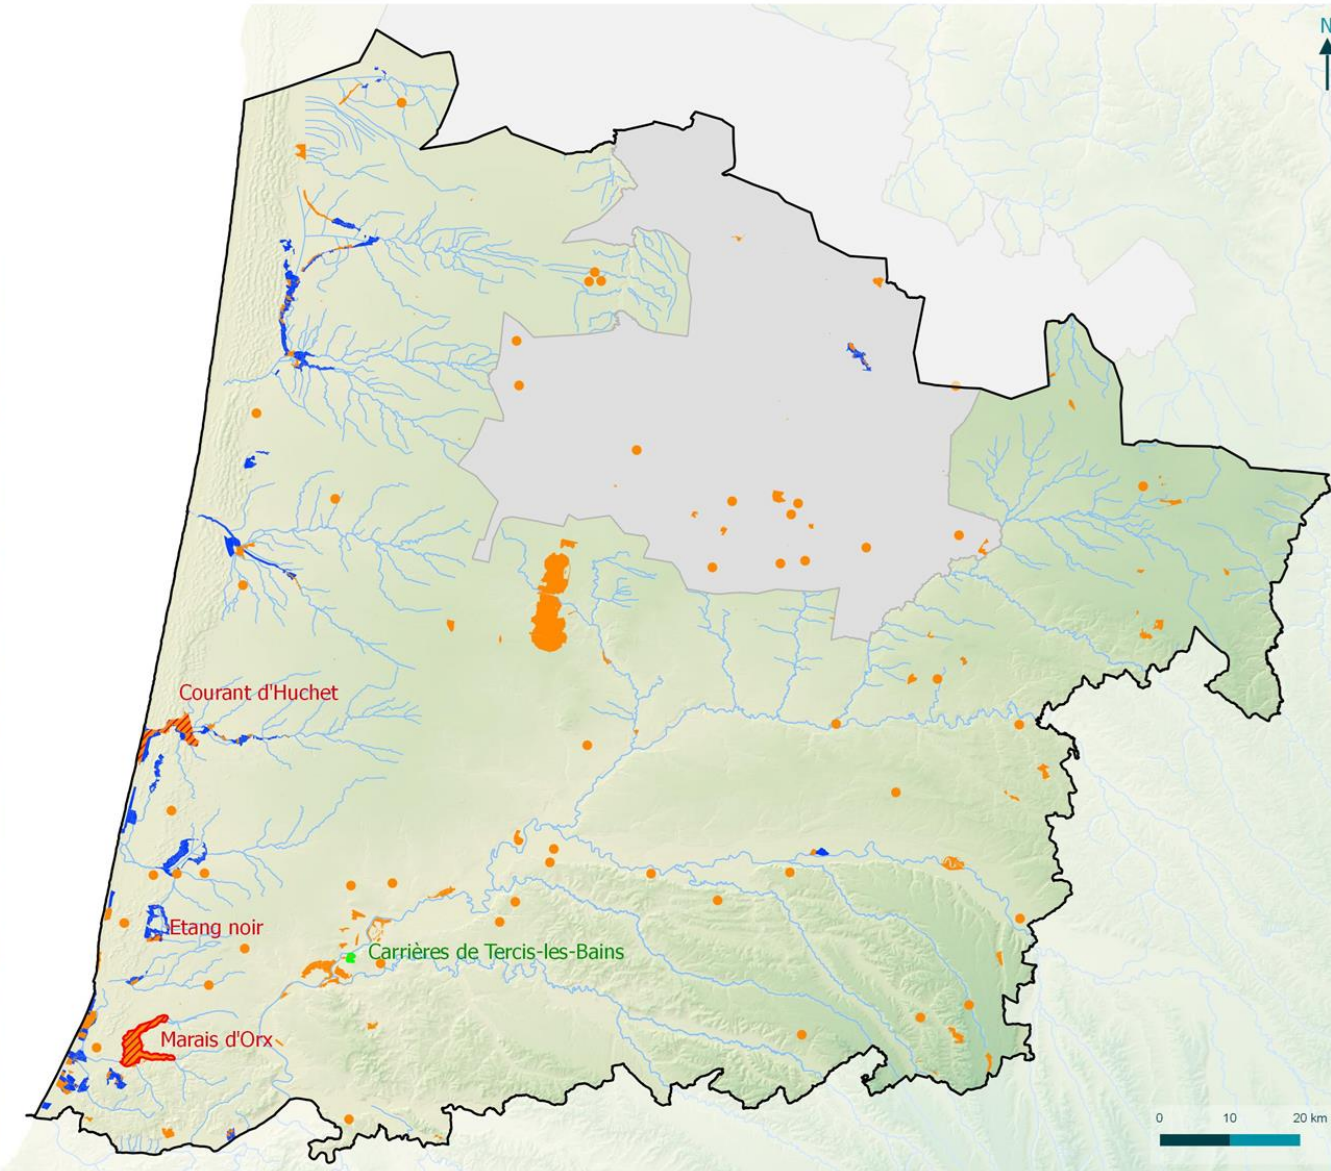 N
Courant d'Huchet
Etang noir
Carrières de Tercis-les-Bains
Marais d'Orx
0 10 20 km